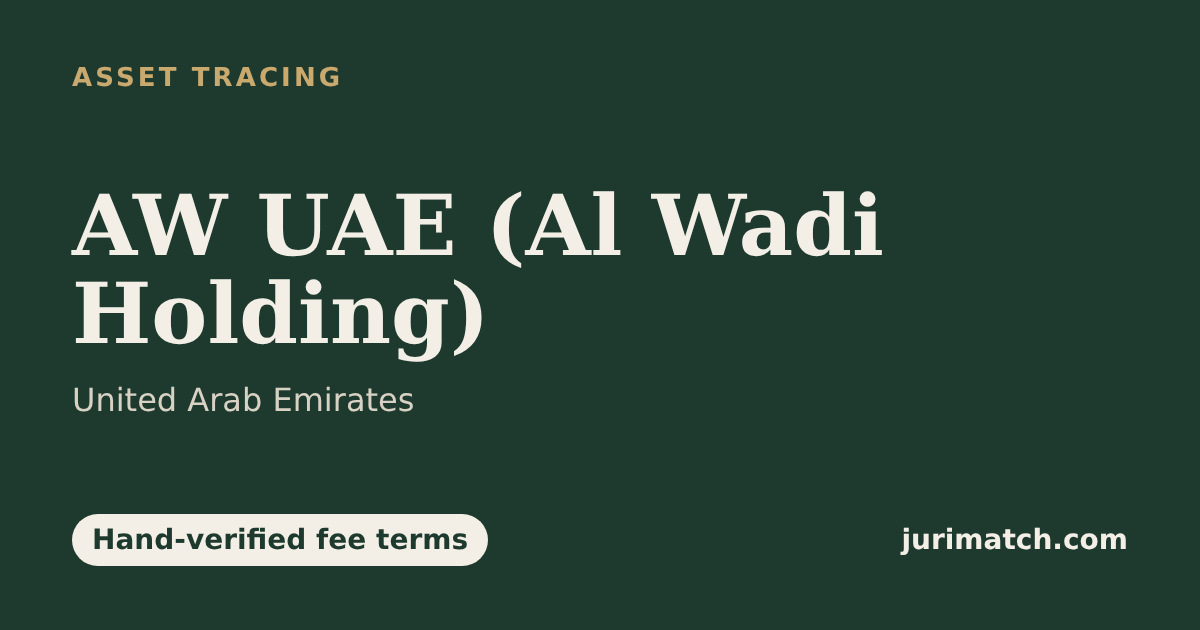 ASSET TRACING
AW UAE (Al Wadi
Holding)
United Arab Emirates
Hand-verified fee terms
jurimatch.com